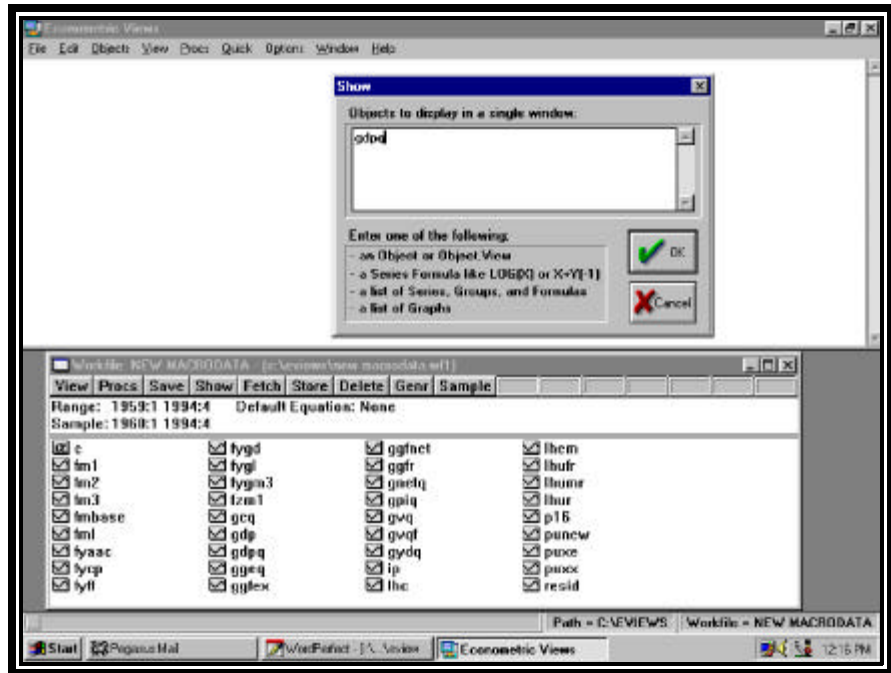 Econometric Views
File Edit Objects View Procs Quick Options Window Help
Show
Objects to display in a single window:
gdpq
Enter one of the following:
- an Object or Object.View
- a Series Formula like LOG(X) or X+Y(-1)
- a list of Series, Groups, and Formulas
- a list of Graphs
OK
Cancel
Workfile: NEW MACRODATA - (c:\eviews\new macrodata.wf1)
View Procs Save Show Fetch Store Delete Genr Sample
Range: 1959:1 1994:4 Default Equation: None
Sample: 1960:1 1994:4
c fygd ggfnet lhem
fm1 fygl ggfr lhufr
fm2 fygm3 gnetq lhumr
fm3 fzm1 gpiq lhur
fmbase gcq gvq p16
fml gdp gvqf punew
fyaac gdpq gydq puxe
fycp ggeq ip puxx
fyff ggfex lhc resid
Path = C:\EVIEWS Workfile = NEW MACRODATA
Start Pegasus Mail WordPerfect - Econometric Views 12:16 PM